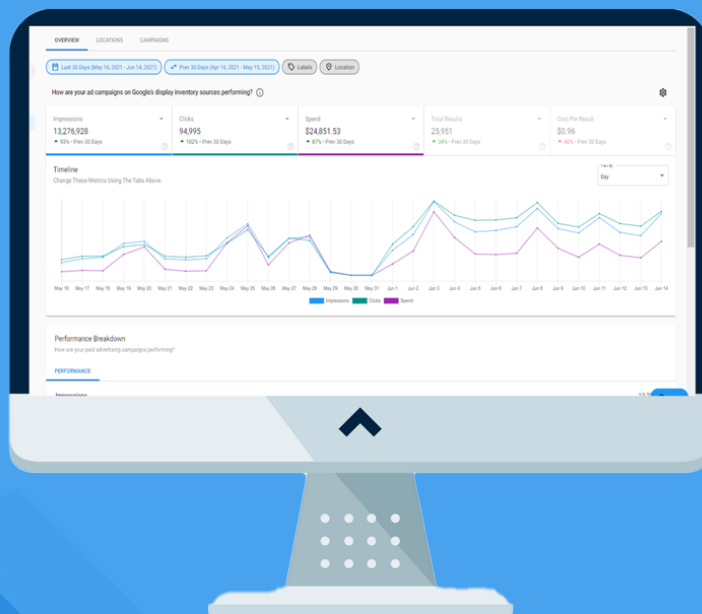 OVERVIEW LOCATIONS CAMPAIGNS
Last 30 Days (May 16, 2021 - Jun 14, 2021) Prev 30 Days (Apr 16, 2021 - May 15, 2021) Labels Location
How are your ad campaigns on Google's display inventory sources performing?
Impressions Clicks Spend Total Results Cost Per Result
13,276,928 94,995 $24,851.53 25,951 $0.96
93% - Prev 30 Days 102% - Prev 30 Days 87% - Prev 30 Days 34% - Prev 30 Days 40% - Prev 30 Days
Timeline
Change These Metrics Using The Tabs Above.
Day
May 16 May 17 May 18 May 19 May 20 May 21 May 22 May 23 May 24 May 25 May 26 May 27 May 28 May 29 May 30 May 31 Jun 1 Jun 2 Jun 3 Jun 4 Jun 5 Jun 6 Jun 7 Jun 8 Jun 9 Jun 10 Jun 11 Jun 12 Jun 13 Jun 14
Impressions Clicks Spend
Performance Breakdown
How are your paid advertising campaigns performing?
PERFORMANCE
Impressions